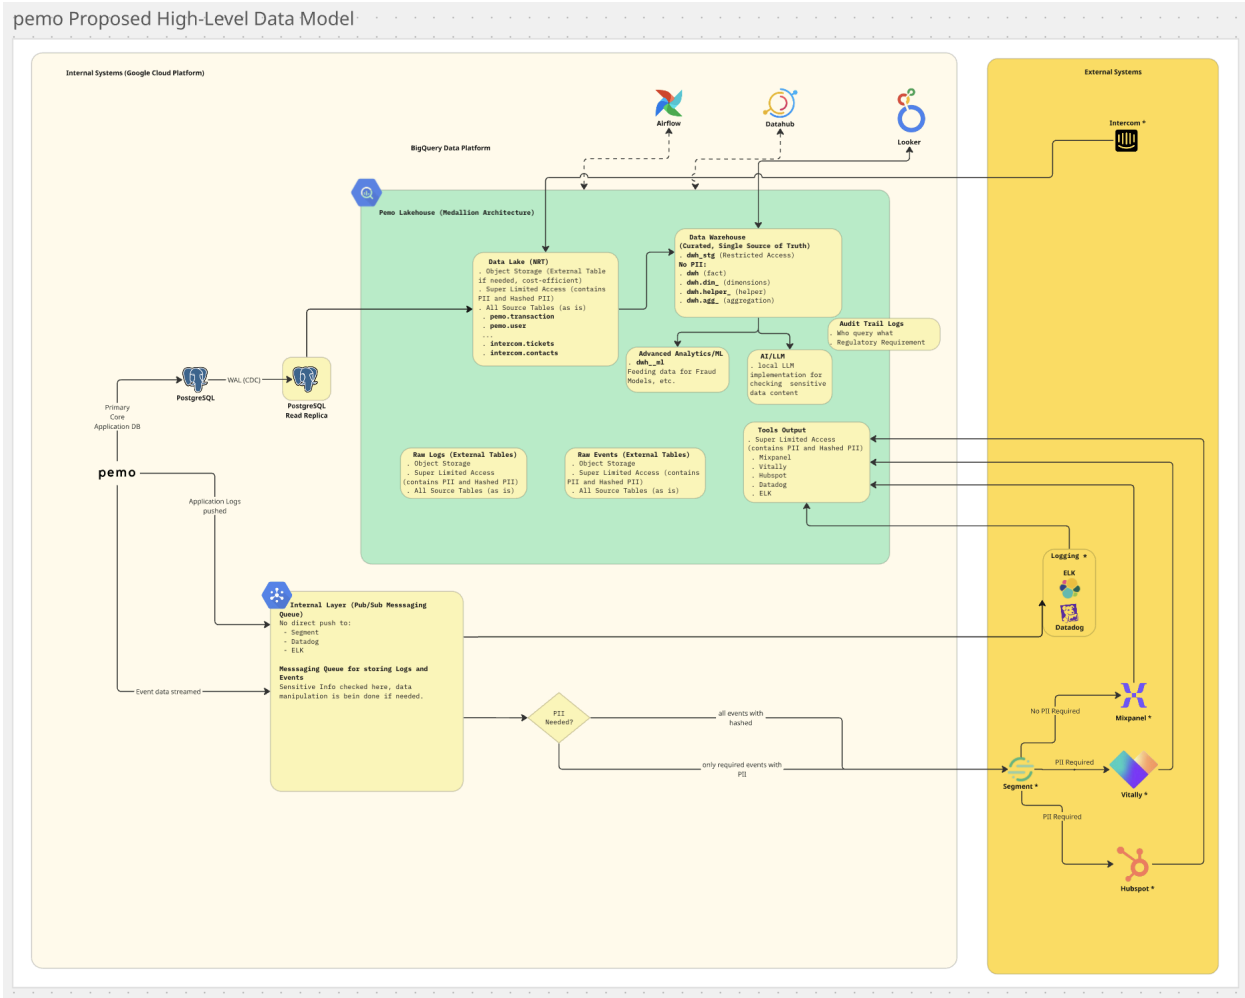 pemo Proposed High-Level Data Model
Internal Systems (Google Cloud Platform)
External Systems
Airflow
Datahub
Looker
Intercom *
BigQuery Data Platform
Pemo Lakehouse (Medallion Architecture)
Data Lake (NRT)
. Object Storage (External Table
if needed, cost-efficient)
. Super Limited Access (contains
PII and Hashed PII)
. All Source Tables (as is)
. pemo.transaction
. pemo.user
...
. intercom.tickets
. intercom.contacts
Data Warehouse
(Curated, Single Source of Truth)
. dwh_stg (Restricted Access)
No PII:
. dwh (fact)
. dwh.dim_ (dimensions)
. dwh.helper_ (helper)
. dwh.agg_ (aggregation)
Audit Trail Logs
. Who query what
. Regulatory Requirement
Advanced Analytics/ML
. dwh__ml
Feeding data for Fraud
Models, etc.
AI/LLM
. local LLM
implementation for
checking  sensitive
data content
PostgreSQL
WAL (CDC)
PostgreSQL
Read Replica
Primary
Core
Application DB
pemo
Application Logs
pushed
Event data streamed
Raw Logs (External Tables)
. Object Storage
. Super Limited Access
(contains PII and Hashed PII)
. All Source Tables (as is)
Raw Events (External Tables)
. Object Storage
. Super Limited Access (contains
PII and Hashed PII)
. All Source Tables (as is)
Tools Output
. Super Limited Access
(contains PII and Hashed PII)
. Mixpanel
. Vitally
. Hubspot
. Datadog
. ELK
Logging *
ELK
Datadog
Internal Layer (Pub/Sub Messsaging
Queue)
No direct push to:
- Segment
- Datadog
- ELK
Messsaging Queue for storing Logs and
Events
Sensitive Info checked here, data
manipulation is bein done if needed.
PII
Needed?
all events with
hashed
only required events with
PII
Segment *
No PII Required
Mixpanel *
PII Required
Vitally *
PII Required
Hubspot *